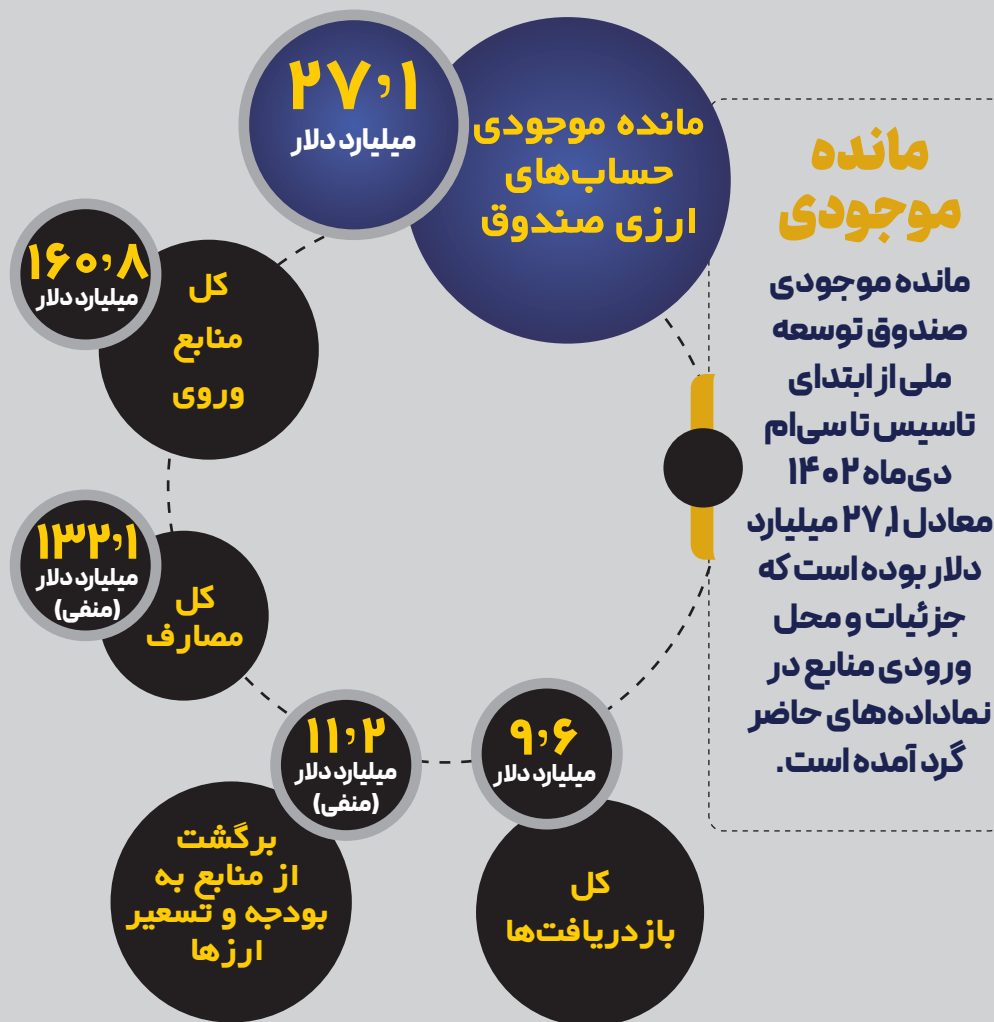 مانده
موجودی
مانده موجودی
صندوق توسعه
ملی از ابتدای
تاسیس تا سی‌ام
دی‌ماه ۱۴۰۲
معادل ۲۷,۱ میلیارد
دلار بوده است که
جزئیات و محل
ورودی منابع در
نماداده‌های حاضر
گرد آمده است.
مانده موجودی
حساب‌های
ارزی صندوق
۲۷,۱
میلیارد دلار
کل
منابع
وروی
۱۶۰,۸
میلیارد دلار
کل
مصارف
۱۳۲,۱
میلیارد دلار
(منفی)
برگشت
از منابع به
بودجه و تسعیر
ارزها
۱۱,۲
میلیارد دلار
(منفی)
کل
بازدریافت‌ها
۹,۶
میلیارد دلار